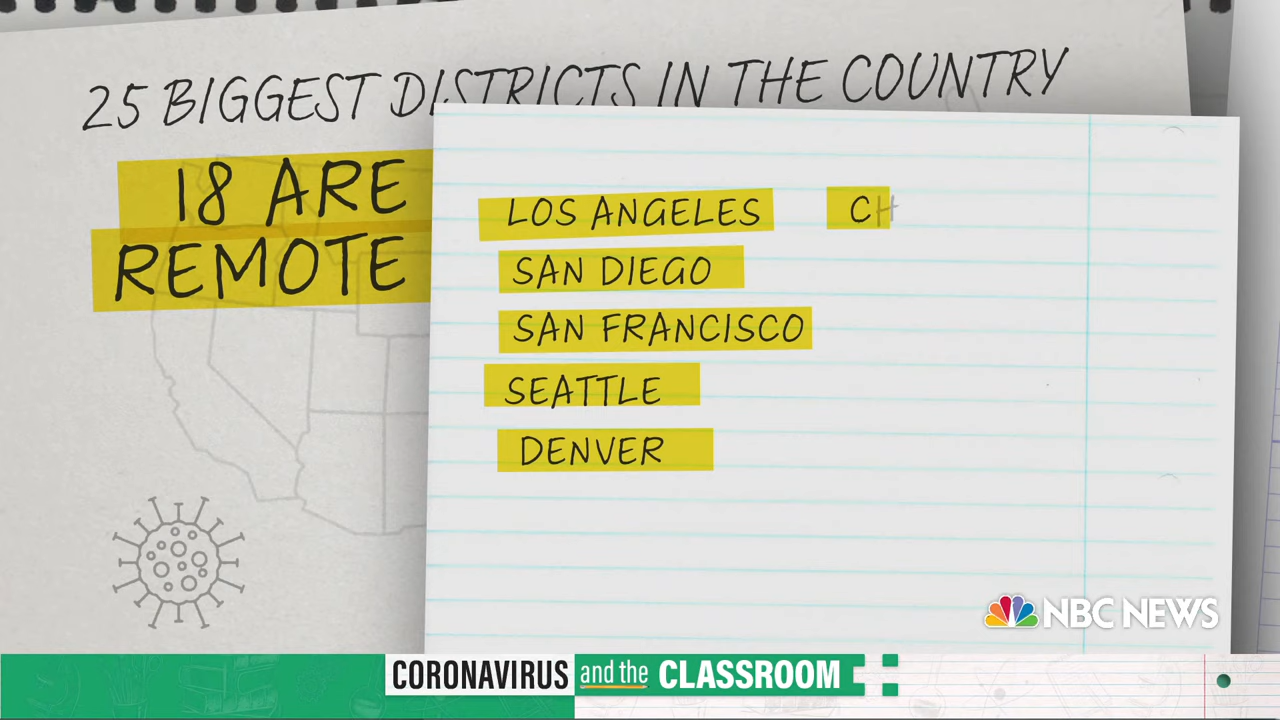 25 BIGGEST DISTRICTS IN THE COUNTRY
18 ARE
REMOTE
LOS ANGELES
CH
SAN DIEGO
SAN FRANCISCO
SEATTLE
DENVER
NBC NEWS
CORONAVIRUS and the CLASSROOM